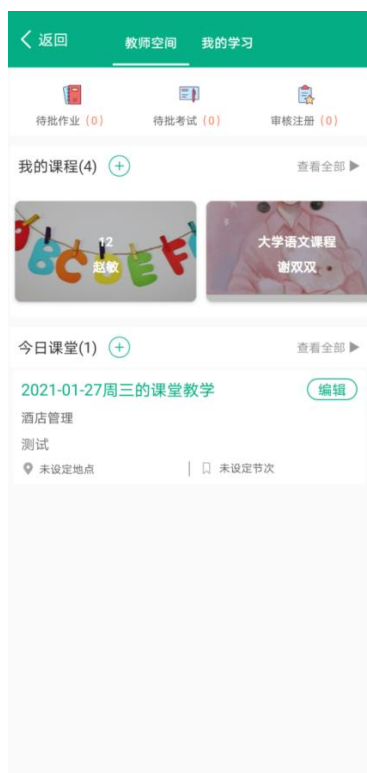 返回 教师空间 我的学习
待批作业 (0) 待批考试 (0) 审核注册 (0)
我的课程(4) 查看全部
12 大学语文课程
赵敏 谢双双
今日课堂(1) 查看全部
2021-01-27周三的课堂教学 编辑
酒店管理
测试
未设定地点 未设定节次